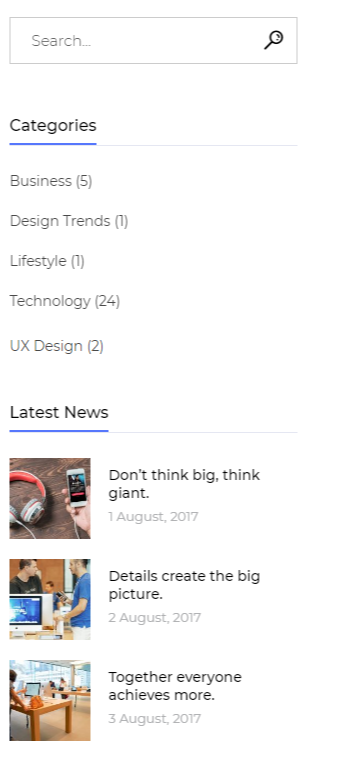 Search...
Categories
Business (5)
Design Trends (1)
Lifestyle (1)
Technology (24)
UX Design (2)
Latest News
Don't think big, think
giant.
1 August, 2017
Details create the big
picture.
2 August, 2017
Together everyone
achieves more.
3 August, 2017